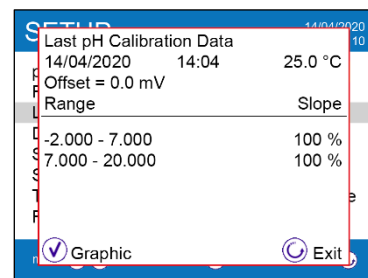 SETUP 14/04/2020
10
Last pH Calibration Data
14/04/2020 14:04 25.0 °C
Offset = 0.0 mV
Range Slope
-2.000 - 7.000 100 %
7.000 - 20.000 100 %
Graphic Exit